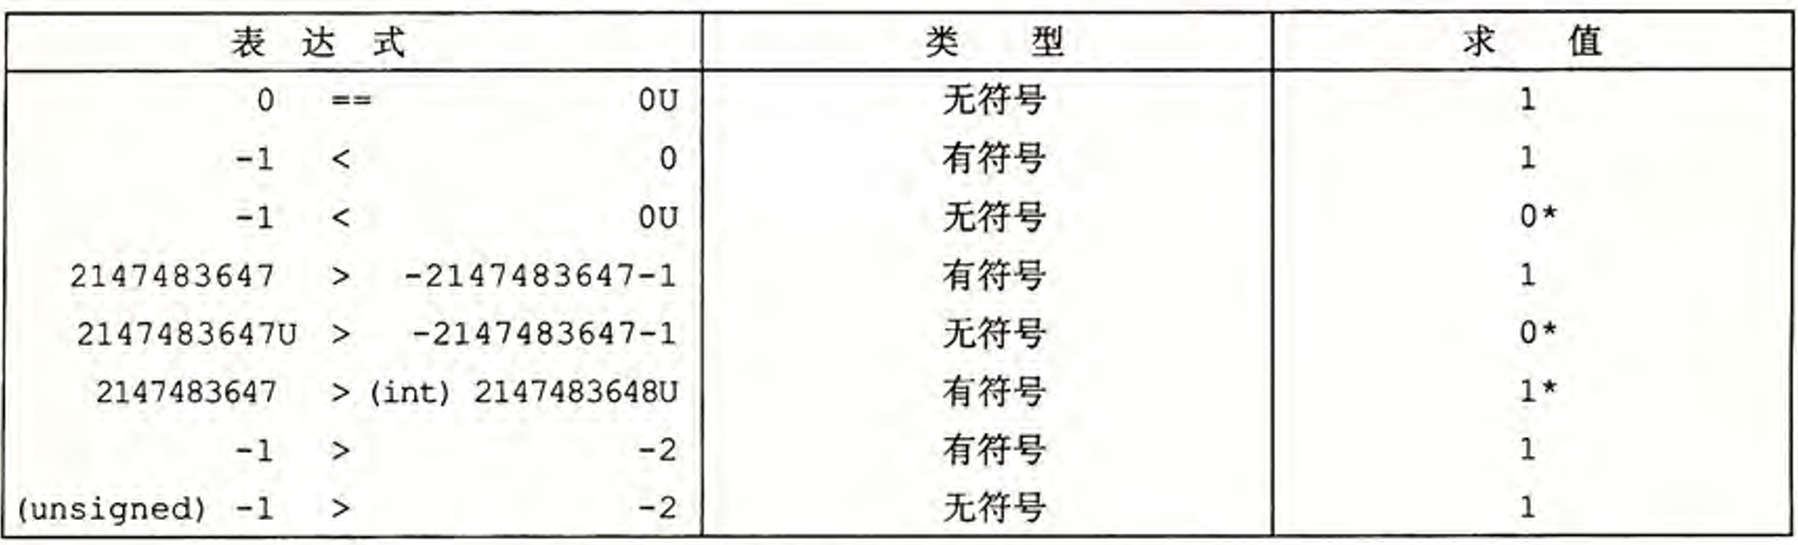 表 达 式 类 型 求 值
0 == 0U 无符号 1
-1 < 0 有符号 1
-1 < 0U 无符号 0*
2147483647 > -2147483647-1 有符号 1
2147483647U > -2147483647-1 无符号 0*
2147483647 > (int) 2147483648U 有符号 1*
-1 > -2 有符号 1
(unsigned) -1 > -2 无符号 1